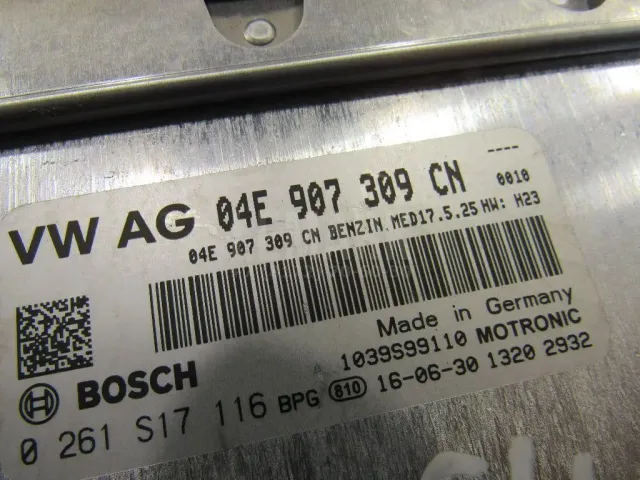 ----
VW AG 04E 907 309 CN 0010
04E 907 309 CN BENZIN.MED17.5.25 HW: H23
Made in Germany
1039S99110 MOTRONIC
BOSCH
0 261 S17 116 BPG 810 16-06-30 1320 2932